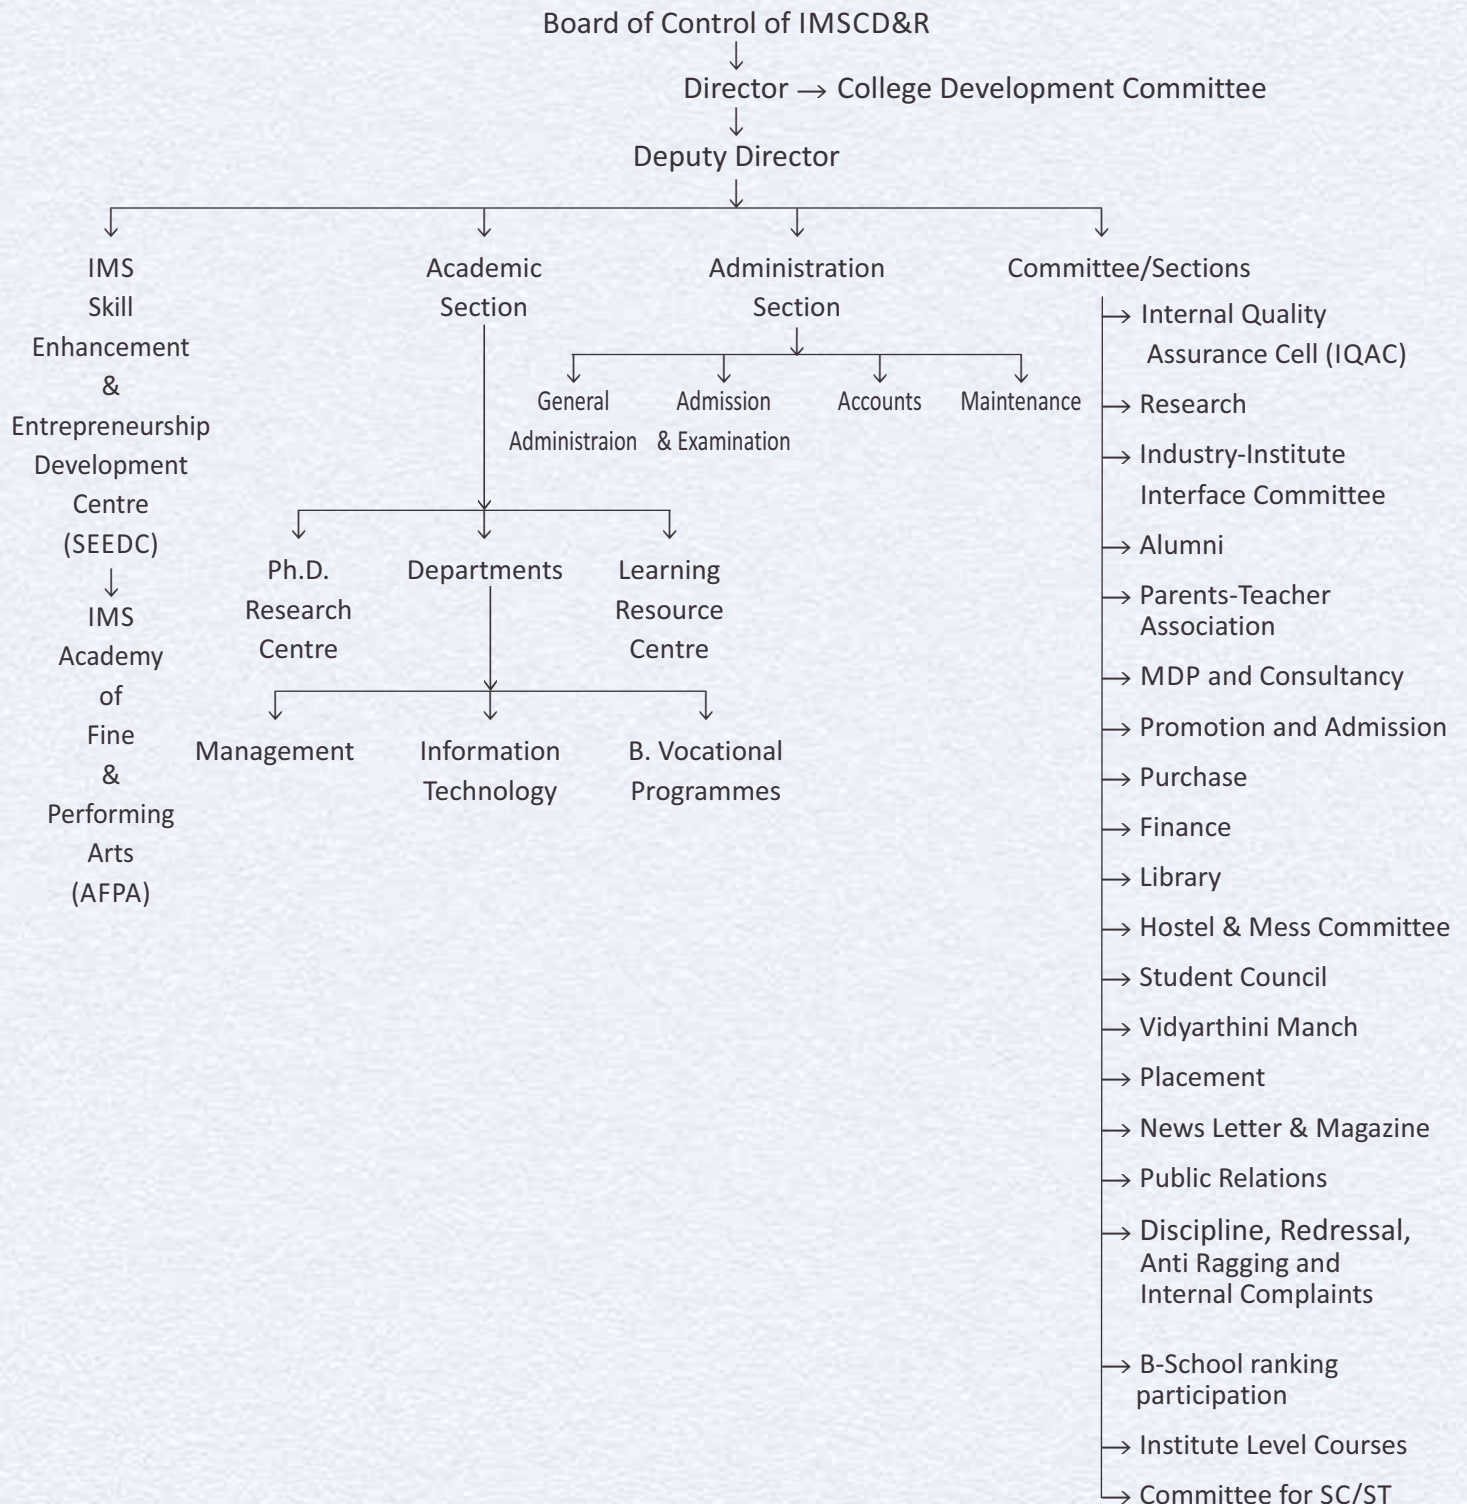 Board of Control of IMSCD&R
Director → College Development Committee
Deputy Director
IMS
Skill
Enhancement
&
Entrepreneurship
Development
Centre
(SEEDC)
IMS
Academy
of
Fine
&
Performing
Arts
(AFPA)
Academic
Section
Ph.D.
Research
Centre
Departments
Learning
Resource
Centre
Management
Information
Technology
B. Vocational
Programmes
Administration
Section
General
Administraion
Admission
& Examination
Accounts
Maintenance
Committee/Sections
Internal Quality
Assurance Cell (IQAC)
Research
Industry-Institute
Interface Committee
Alumni
Parents-Teacher
Association
MDP and Consultancy
Promotion and Admission
Purchase
Finance
Library
Hostel & Mess Committee
Student Council
Vidyarthini Manch
Placement
News Letter & Magazine
Public Relations
Discipline, Redressal,
Anti Ragging and
Internal Complaints
B-School ranking
participation
Institute Level Courses
Committee for SC/ST